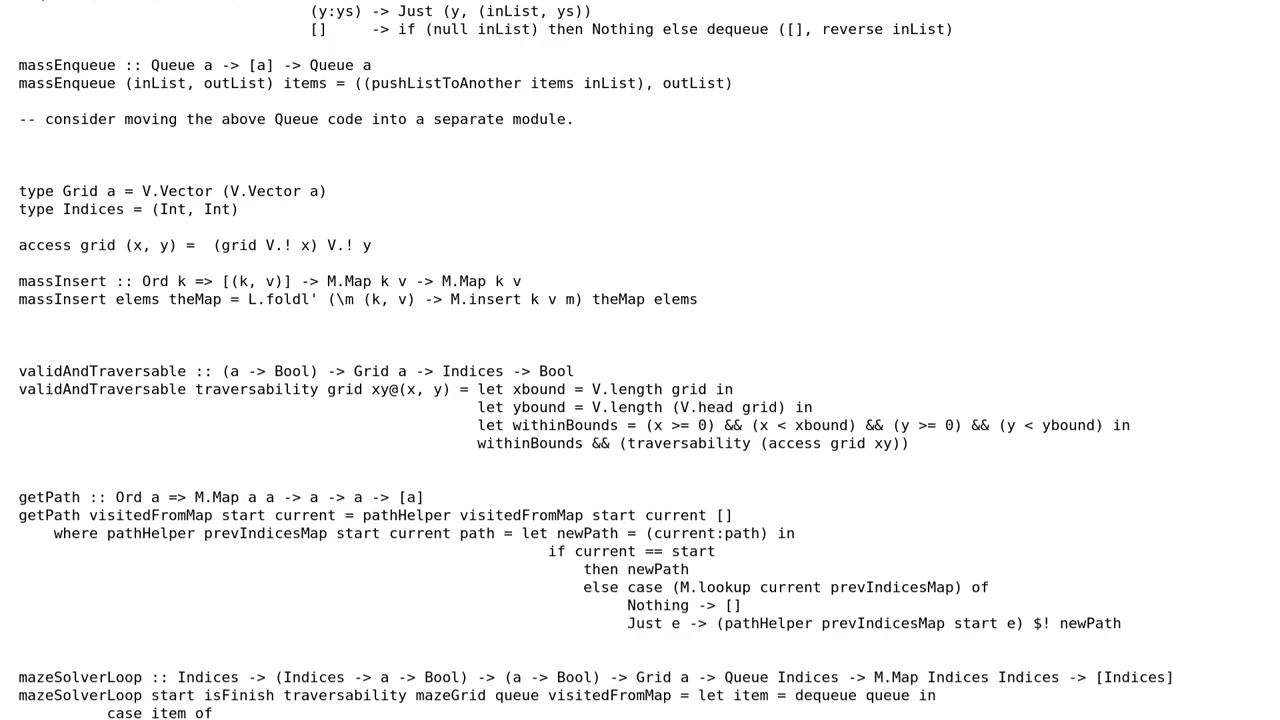 (y:ys) -> Just (y, (inList, ys))
[]     -> if (null inList) then Nothing else dequeue ([], reverse inList)
massEnqueue :: Queue a -> [a] -> Queue a
massEnqueue (inList, outList) items = ((pushListToAnother items inList), outList)
-- consider moving the above Queue code into a separate module.
type Grid a = V.Vector (V.Vector a)
type Indices = (Int, Int)
access grid (x, y) =  (grid V.! x) V.! y
massInsert :: Ord k => [(k, v)] -> M.Map k v -> M.Map k v
massInsert elems theMap = L.foldl' (\m (k, v) -> M.insert k v m) theMap elems
validAndTraversable :: (a -> Bool) -> Grid a -> Indices -> Bool
validAndTraversable traversability grid xy@(x, y) = let xbound = V.length grid in
let ybound = V.length (V.head grid) in
let withinBounds = (x >= 0) && (x < xbound) && (y >= 0) && (y < ybound) in
withinBounds && (traversability (access grid xy))
getPath :: Ord a => M.Map a a -> a -> a -> [a]
getPath visitedFromMap start current = pathHelper visitedFromMap start current []
where pathHelper prevIndicesMap start current path = let newPath = (current:path) in
if current == start
then newPath
else case (M.lookup current prevIndicesMap) of
Nothing -> []
Just e -> (pathHelper prevIndicesMap start e) $! newPath
mazeSolverLoop :: Indices -> (Indices -> a -> Bool) -> (a -> Bool) -> Grid a -> Queue Indices -> M.Map Indices Indices -> [Indices]
mazeSolverLoop start isFinish traversability mazeGrid queue visitedFromMap = let item = dequeue queue in
case item of